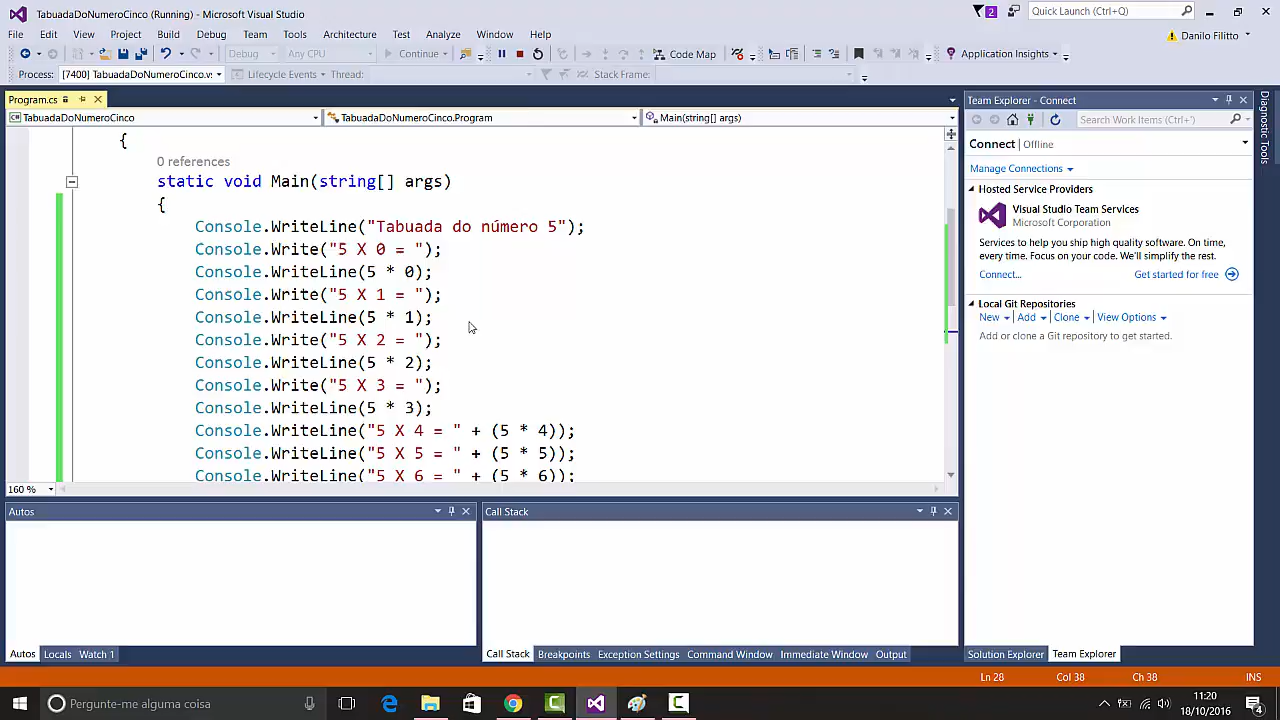 TabuadaDoNumeroCinco (Running) - Microsoft Visual Studio
2
Quick Launch (Ctrl+Q)
File Edit View Project Build Debug Team Tools Architecture Test Analyze Window Help
Danilo Filitto
Debug Any CPU Continue Code Map Application Insights
Process: [7400] TabuadaDoNumeroCinco.vs Lifecycle Events Thread: Stack Frame:
Program.cs
TabuadaDoNumeroCinco TabuadaDoNumeroCinco.Program Main(string[] args)
{
0 references
static void Main(string[] args)
{
Console.WriteLine("Tabuada do número 5");
Console.Write("5 X 0 = ");
Console.WriteLine(5 * 0);
Console.Write("5 X 1 = ");
Console.WriteLine(5 * 1);
Console.Write("5 X 2 = ");
Console.WriteLine(5 * 2);
Console.Write("5 X 3 = ");
Console.WriteLine(5 * 3);
Console.WriteLine("5 X 4 = " + (5 * 4));
Console.WriteLine("5 X 5 = " + (5 * 5));
Console.WriteLine("5 X 6 = " + (5 * 6));
160 %
Team Explorer - Connect
Search Work Items (Ctrl+')
Connect | Offline
Manage Connections
Hosted Service Providers
Visual Studio Team Services
Microsoft Corporation
Services to help you ship high quality software. On time,
every time. Focus on your code. We'll simplify the rest.
Connect... Get started for free
Local Git Repositories
New Add Clone View Options
Add or clone a Git repository to get started.
Diagnostic Tools
Autos
Call Stack
Autos Locals Watch 1
Call Stack Breakpoints Exception Settings Command Window Immediate Window Output
Solution Explorer Team Explorer
Ln 28 Col 38 Ch 38 INS
Pergunte-me alguma coisa
11:20
18/10/2016
4